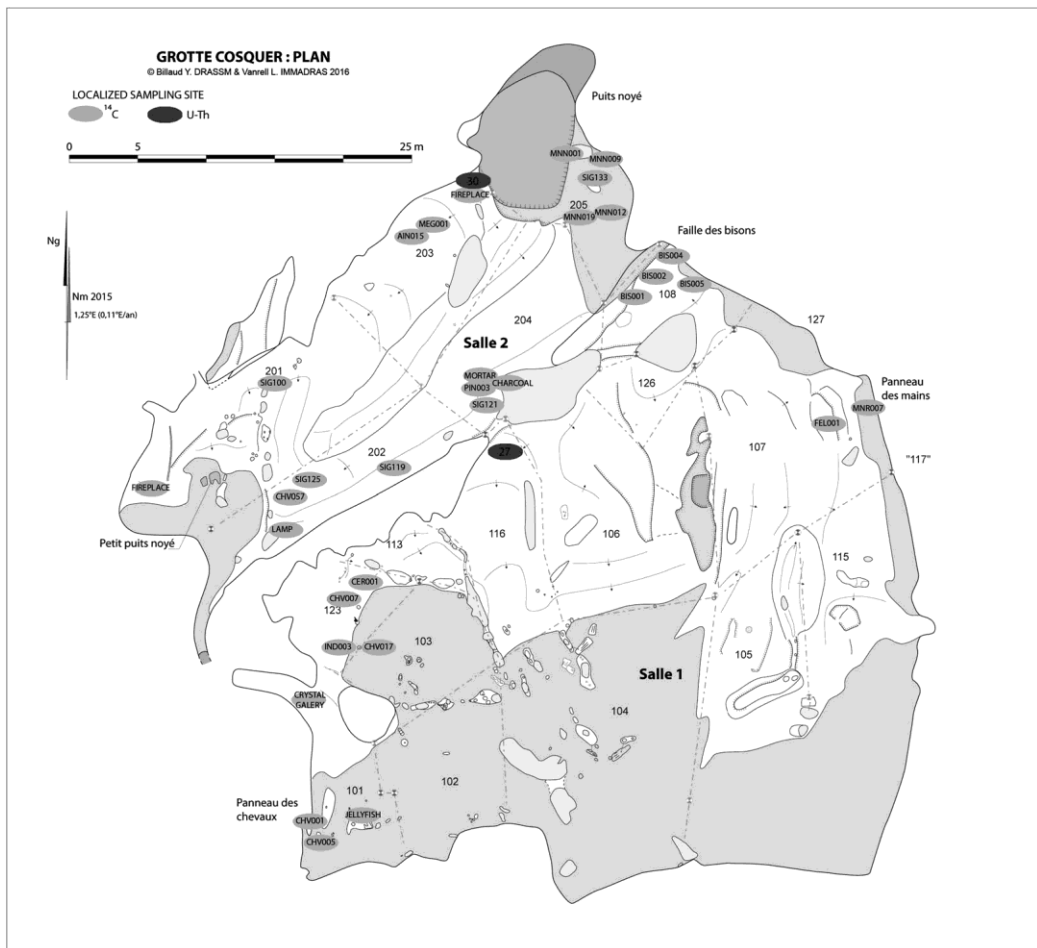 GROTTE COSQUER : PLAN
© Billaud Y. DRASSM & Vanrell L. IMMADRAS 2016
LOCALIZED SAMPLING SITE
14C
U-Th
0 5 25 m
Ng
Nm 2015
1,25°E (0,11°E/an)
Puits noyé
MNN001
MNN009
SIG133
30
FIREPLACE
205
MNN019
MNN012
MEG001
AIN015
203
Faille des bisons
BIS004
BIS002
BIS005
BIS001
108
204
127
Salle 2
201
SIG100
MORTAR
PIN003
CHARCOAL
SIG121
126
Panneau
des mains
MNR007
FEL001
107
"117"
27
202
SIG119
SIG125
CHV057
FIREPLACE
LAMP
Petit puits noyé
116
106
113
115
CER001
CHV007
123
103
IND003
CHV017
105
Salle 1
104
CRYSTAL
GALERY
102
101
Panneau des
chevaux
JELLYFISH
CHV001
CHV005